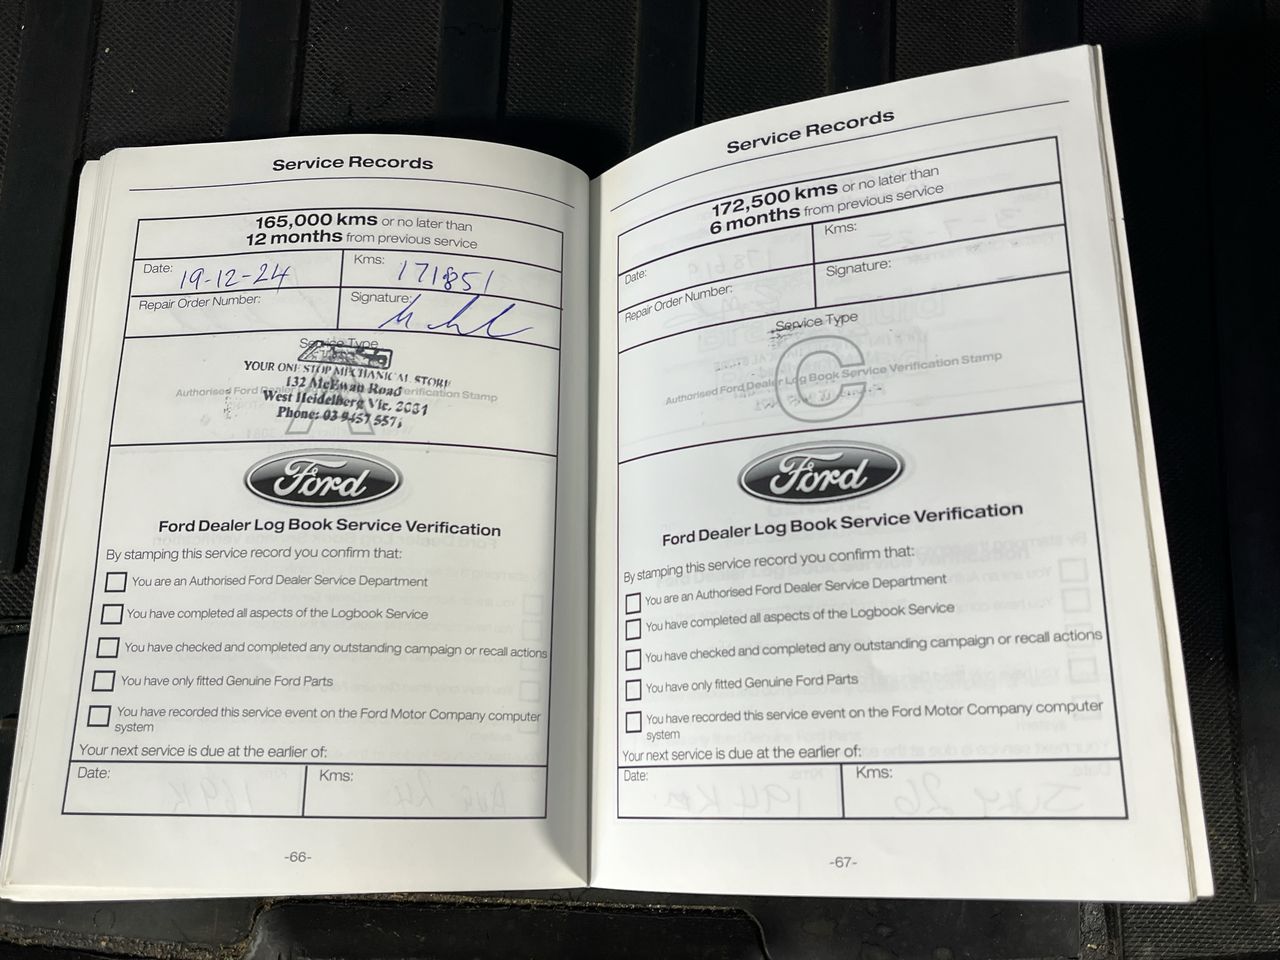 Service Records
165,000 kms or no later than
12 months from previous service
Date: 19-12-24
Kms: 171851
Repair Order Number:
Signature:
Service Type
YOUR ONE STOP MECHANICAL STORE
Authorised Ford Dealer Verification Stamp
132 McEwan Road
West Heidelberg Vic. 3081
Phone: 03 9457 557
A
Ford
Ford Dealer Log Book Service Verification
By stamping this service record you confirm that:
You are an Authorised Ford Dealer Service Department
You have completed all aspects of the Logbook Service
You have checked and completed any outstanding campaign or recall actions
You have only fitted Genuine Ford Parts
You have recorded this service event on the Ford Motor Company computer
system
Your next service is due at the earlier of:
Date:
Kms:
-66-
Service Records
172,500 kms or no later than
6 months from previous service
Date:
Kms:
Repair Order Number:
Signature:
Service Type
Authorised Ford Dealer Log Book Service Verification Stamp
C
Ford
Ford Dealer Log Book Service Verification
By stamping this service record you confirm that:
You are an Authorised Ford Dealer Service Department
You have completed all aspects of the Logbook Service
You have checked and completed any outstanding campaign or recall actions
You have only fitted Genuine Ford Parts
You have recorded this service event on the Ford Motor Company computer
system
Your next service is due at the earlier of:
Date:
Kms:
-67-